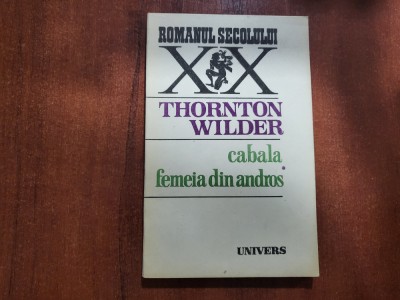 ROMANUL SECOLULUI
XX
THORNTON
WILDER
cabala
*
femeia din andros
UNIVERS